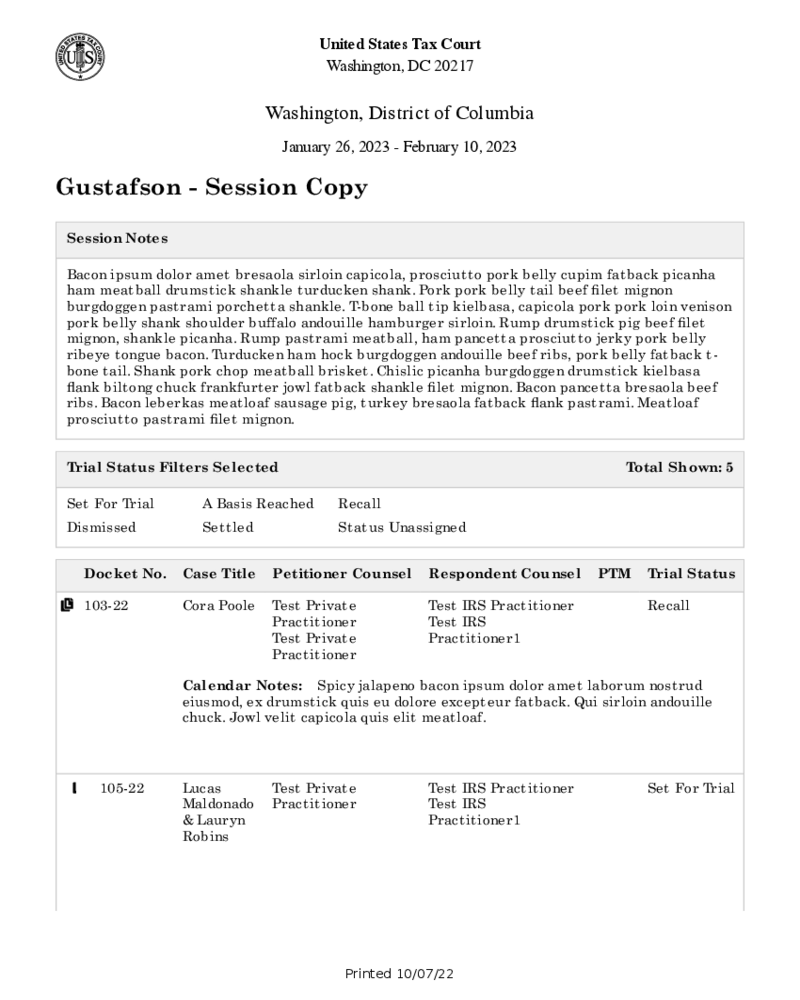 UNITED STATES TAX COURT
US
United States Tax Court
Washington, DC 20217
Washington, District of Columbia
January 26, 2023 - February 10, 2023
Gustafson - Session Copy
Session Notes
Bacon ipsum dolor amet bresaola sirloin capicola, prosciutto pork belly cupim fatback picanha
ham meatball drumstick shankle turducken shank. Pork pork belly tail beef filet mignon
burgdoggen pastrami porchetta shankle. T-bone ball tip kielbasa, capicola pork pork loin venison
pork belly shank shoulder buffalo andouille hamburger sirloin. Rump drumstick pig beef filet
mignon, shankle picanha. Rump pastrami meatball, ham pancetta prosciutto jerky pork belly
ribeye tongue bacon. Turducken ham hock burgdoggen andouille beef ribs, pork belly fatback t-
bone tail. Shank pork chop meatball brisket. Chislic picanha burgdoggen drumstick kielbasa
flank biltong chuck frankfurter jowl fatback shankle filet mignon. Bacon pancetta bresaola beef
ribs. Bacon leberkas meatloaf sausage pig, turkey bresaola fatback flank pastrami. Meatloaf
prosciutto pastrami filet mignon.
Trial Status Filters Selected Total Shown: 5
Set For Trial A Basis Reached Recall
Dismissed Settled Status Unassigned
Docket No. Case Title Petitioner Counsel Respondent Counsel PTM Trial Status
L 103-22 Cora Poole Test Private Test IRS Practitioner Recall
Practitioner Test IRS
Test Private Practitioner1
Practitioner
Calendar Notes: Spicy jalapeno bacon ipsum dolor amet laborum nostrud
eiusmod, ex drumstick quis eu dolore excepteur fatback. Qui sirloin andouille
chuck. Jowl velit capicola quis elit meatloaf.
105-22 Lucas Test Private Test IRS Practitioner Set For Trial
Maldonado Practitioner Test IRS
& Lauryn Practitioner1
Robins
Printed 10/07/22